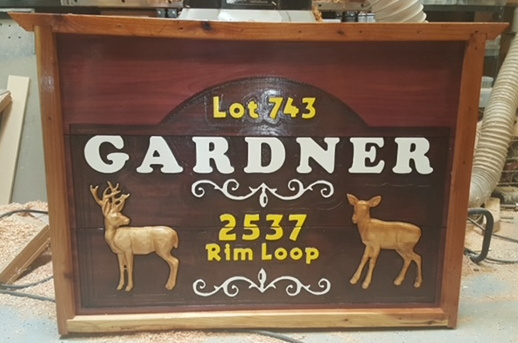 Lot 743
GARDNER
2537
Rim Loop